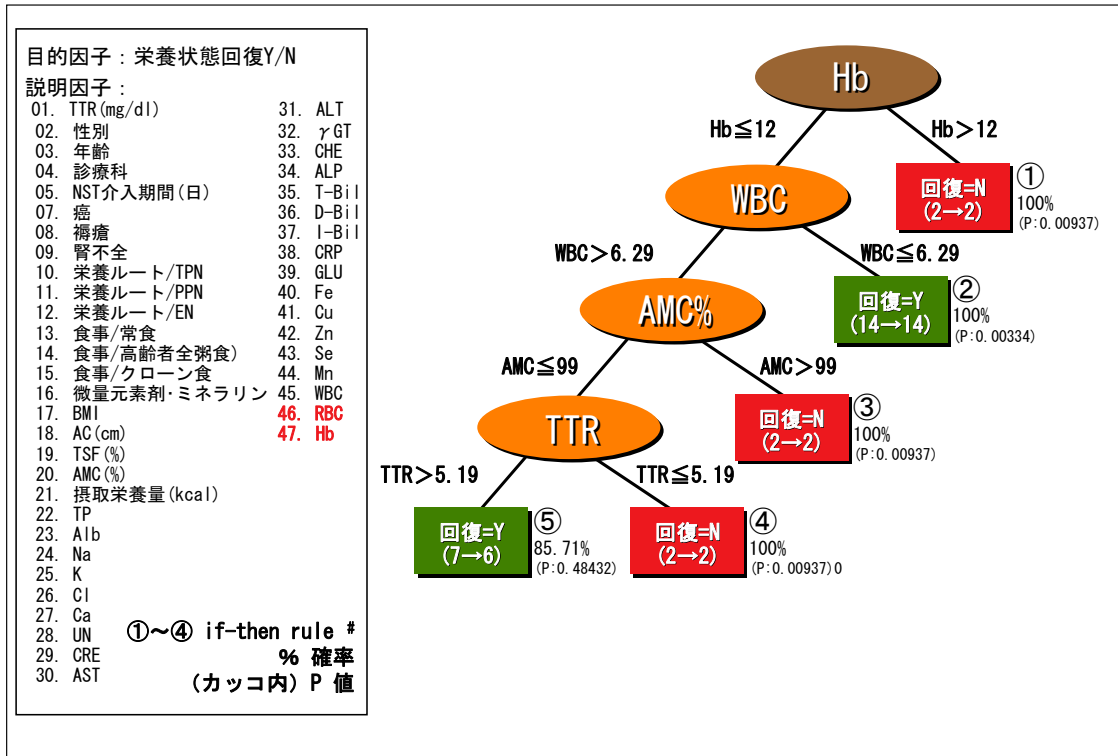 目的因子：栄養状態回復Y/N
説明因子：
01. TTR(mg/dl)
02. 性別
03. 年齢
04. 診療科
05. NST介入期間(日)
07. 癌
08. 褥瘡
09. 腎不全
10. 栄養ルート/TPN
11. 栄養ルート/PPN
12. 栄養ルート/EN
13. 食事/常食
14. 食事/高齢者全粥食)
15. 食事/クローン食
16. 微量元素剤･ミネラリン
17. BMI
18. AC(cm)
19. TSF(%)
20. AMC(%)
21. 摂取栄養量(kcal)
22. TP
23. Alb
24. Na
25. K
26. Cl
27. Ca
28. UN
29. CRE
30. AST
31. ALT
32. γGT
33. CHE
34. ALP
35. T-Bil
36. D-Bil
37. I-Bil
38. CRP
39. GLU
40. Fe
41. Cu
42. Zn
43. Se
44. Mn
45. WBC
46. RBC
47. Hb
①～④ if-then rule #
% 確率
(カッコ内) P 値
Hb
Hb≦12
Hb>12
WBC
回復=N
(2→2)
①
100%
(P:0.00937)
WBC>6.29
WBC≦6.29
AMC%
回復=Y
(14→14)
②
100%
(P:0.00334)
AMC≦99
AMC>99
TTR
回復=N
(2→2)
③
100%
(P:0.00937)
TTR>5.19
TTR≦5.19
回復=Y
(7→6)
⑤
85.71%
(P:0.48432)
回復=N
(2→2)
④
100%
(P:0.00937)0